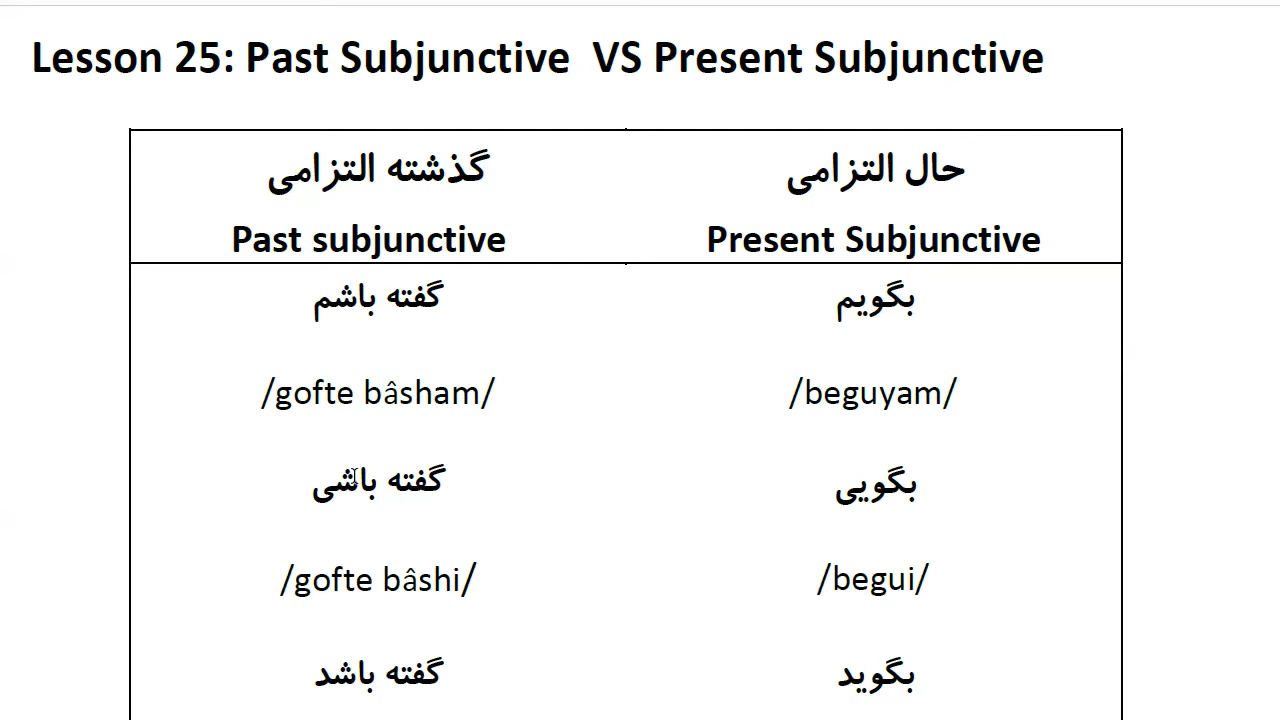 Lesson 25: Past Subjunctive VS Present Subjunctive
گذشته التزامی
حال التزامی
Past subjunctive
Present Subjunctive
گفته باشم
بگویم
/gofte bâsham/
/beguyam/
گفته باشی
بگویی
/gofte bâshi/
/begui/
گفته باشد
بگوید